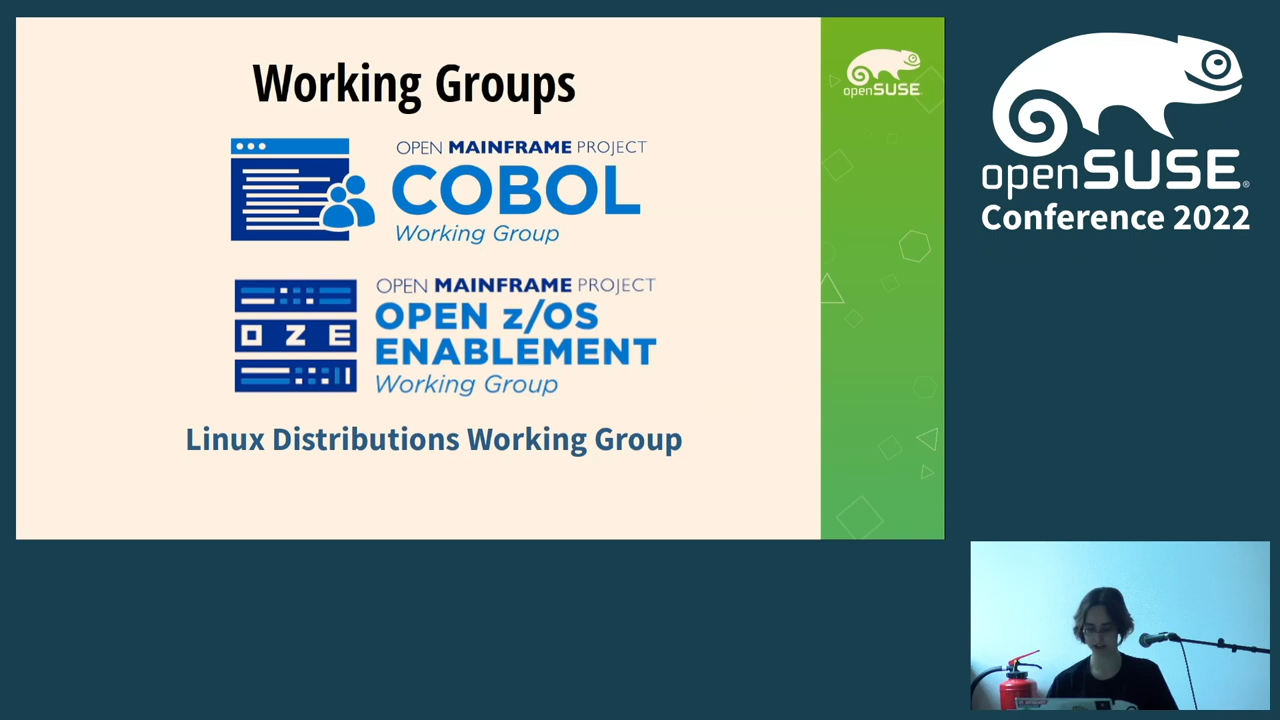 Working Groups
OPEN MAINFRAME PROJECT
COBOL
Working Group
OZE
OPEN MAINFRAME PROJECT
OPEN z/OS
ENABLEMENT
Working Group
Linux Distributions Working Group
openSUSE
openSUSE®
Conference 2022